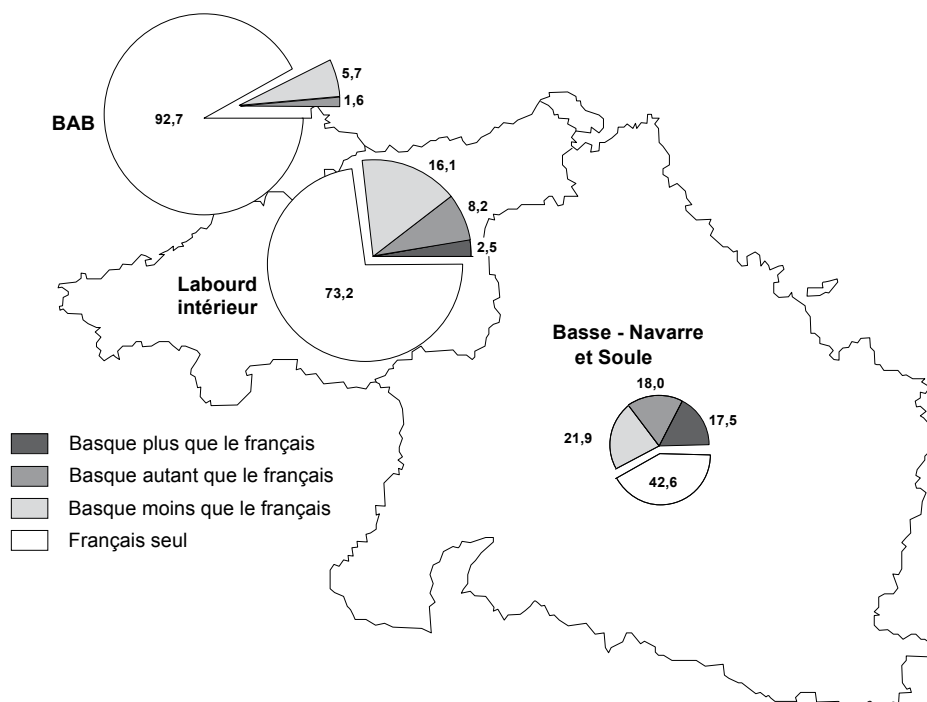 5,7
1,6
BAB
92,7
16,1
8,2
2,5
Labourd
intérieur
73,2
Basse - Navarre
et Soule
18,0
17,5
21,9
42,6
Basque plus que le français
Basque autant que le français
Basque moins que le français
Français seul